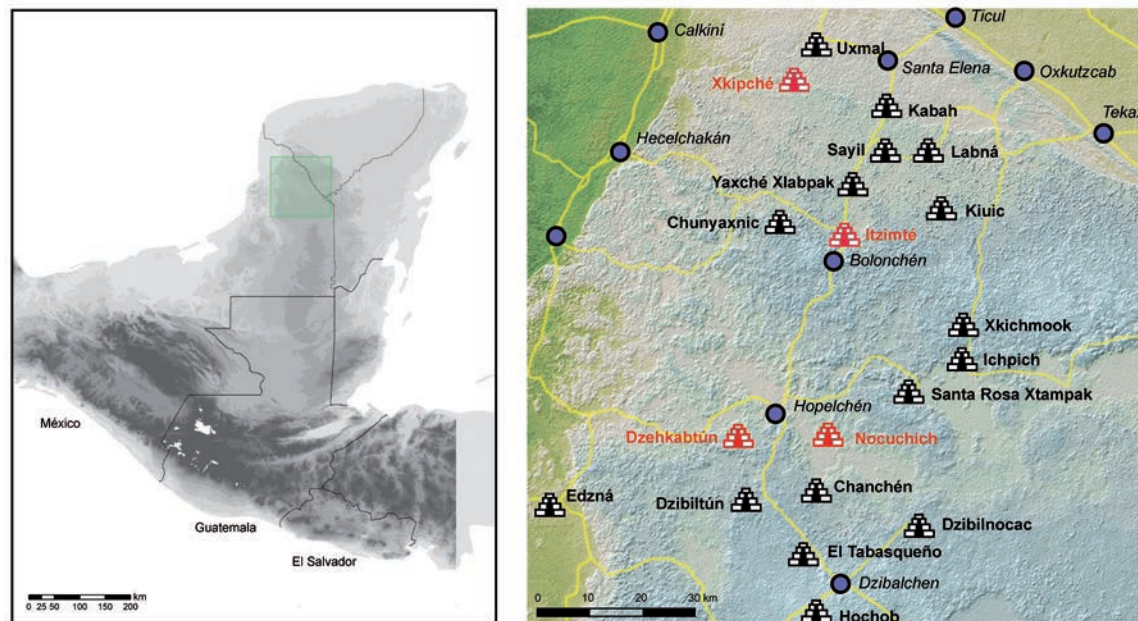 México
Guatemala
El Salvador
km
0 25 50 100 150 200
Ticul
Calkiní
Uxmal
Santa Elena
Oxkutzcab
Xkipché
Kabah
Teka
Hecelchakán
Sayil
Labná
Yaxché Xlabpak
Kiuic
Chunyaxnic
Itzimté
Bolonchén
Xkichmook
Ichpich
Santa Rosa Xtampak
Hopelchén
Dzehkabtún
Nocuchich
Edzná
Dzibiltún
Chanchén
Dzibilnocac
El Tabasqueño
Dzibalchen
km
0 10 20 30
Hochob